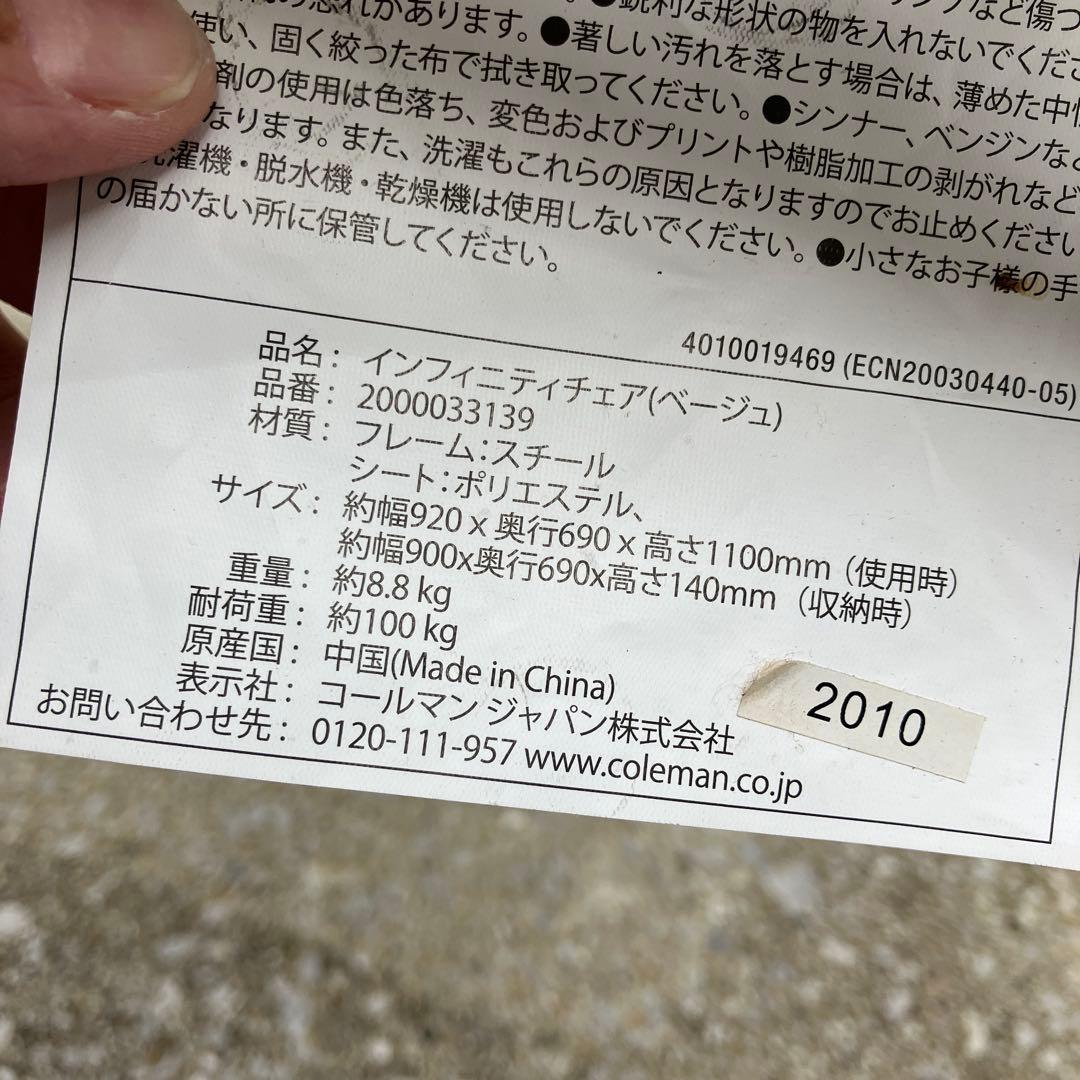 の恐れがあります。●鋭利な形状の物を入れないでくださ
使い、固く絞った布で拭き取ってください。●著しい汚れを落とす場合は、薄めた中性
剤の使用は色落ち、変色およびプリントや樹脂加工の剥がれなど ●シンナー、ベンジンなど
なります。また、洗濯もこれらの原因となりますのでお止めください
洗濯機・脱水機・乾燥機は使用しないでください。●小さなお子様の手
の届かない所に保管してください。
4010019469 (ECN20030440-05)
品名: インフィニティチェア(ベージュ)
品番: 2000033139
材質: フレーム:スチール
シート:ポリエステル、
サイズ: 約幅920 x 奥行690 x 高さ1100mm (使用時)
約幅900x奥行690x高さ140mm (収納時)
重量: 約8.8 kg
耐荷重: 約100 kg
原産国: 中国(Made in China)
表示社: コールマン ジャパン株式会社
お問い合わせ先: 0120-111-957 www.coleman.co.jp
2010